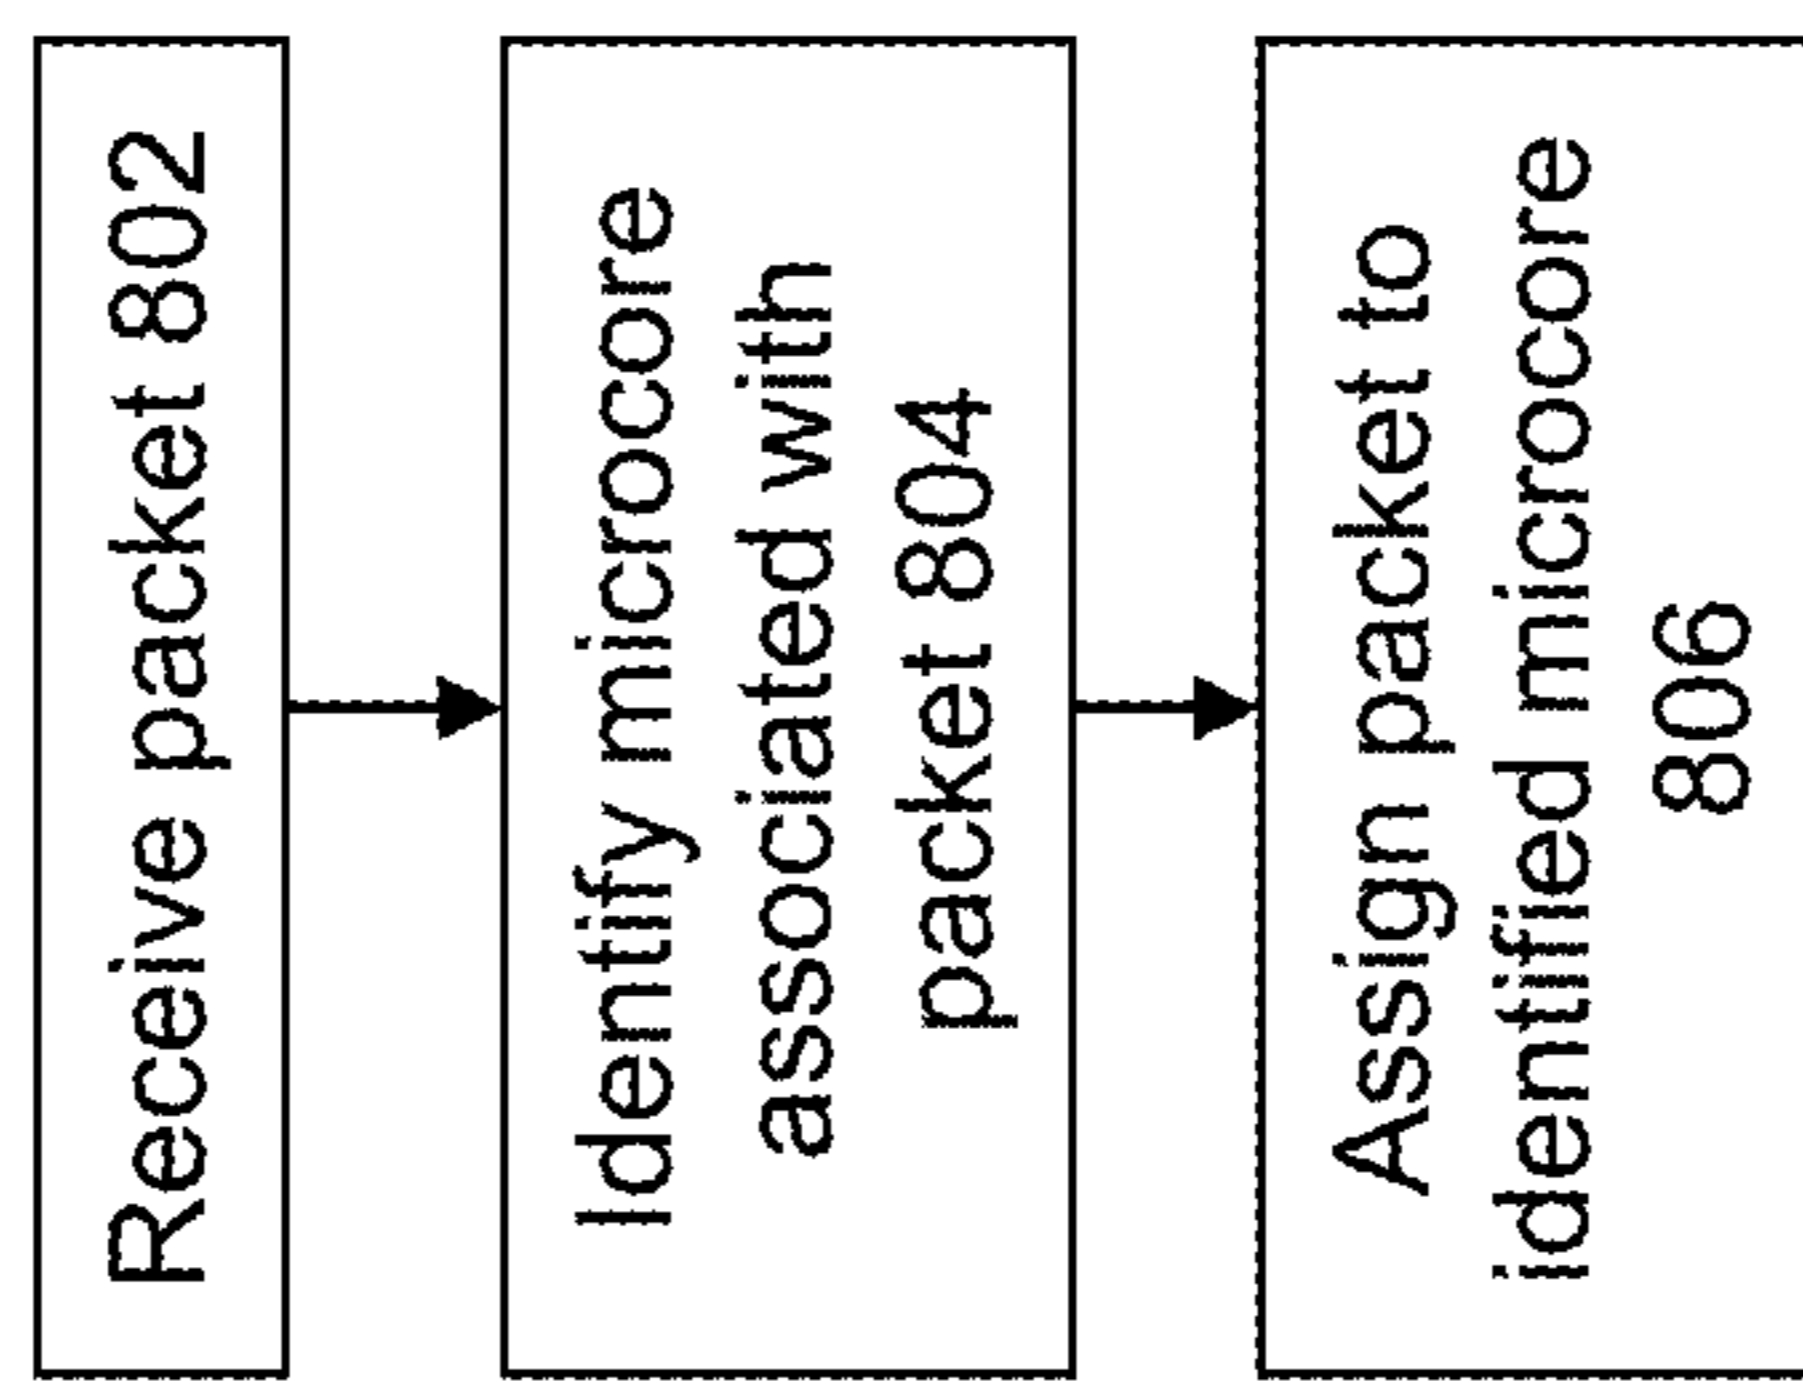 Receive packet 802
Identify microcore
associated with
packet 804
Assign packet to
identified microcore
806